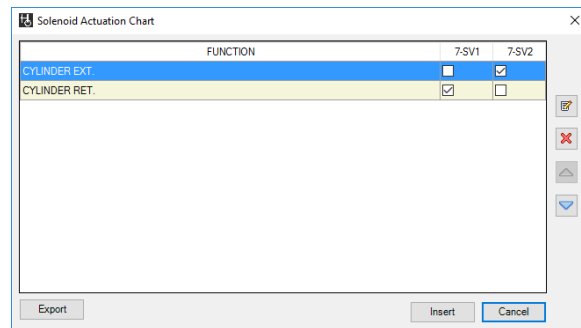 Solenoid Actuation Chart
FUNCTION 7-SV1 7-SV2
CYLINDER EXT.
CYLINDER RET.
Export Insert Cancel